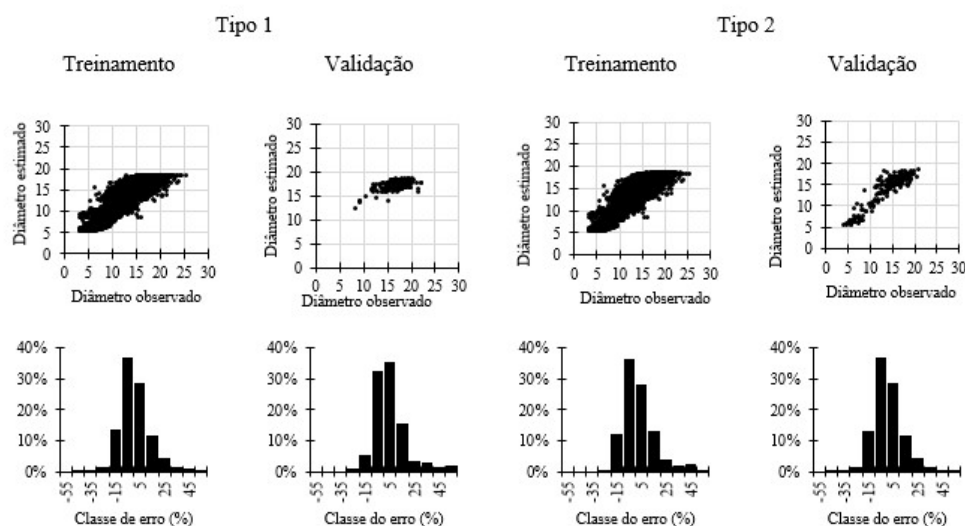 Tipo 1 Tipo 2
Treinamento Validação Treinamento Validação
Diâmetro estimado
30
25
20
15
10
5
0
0 5 10 15 20 25 30
Diâmetro observado
Diâmetro estimado
30
25
20
15
10
5
0
0 5 10 15 20 25 30
Diâmetro observado
Diâmetro estimado
30
25
20
15
10
5
0
0 5 10 15 20 25 30
Diâmetro observado
Diâmetro estimado
30
25
20
15
10
5
0
0 5 10 15 20 25 30
Diâmetro observado
40%
30%
20%
10%
0%
-55 -35 -15 5 25 45
Classe de erro (%)
40%
30%
20%
10%
0%
-55 -35 -15 5 25 45
Classe do erro (%)
40%
30%
20%
10%
0%
-55 -35 -15 5 25 45
Classe do erro (%)
40%
30%
20%
10%
0%
-55 -35 -15 5 25 45
Classe do erro (%)